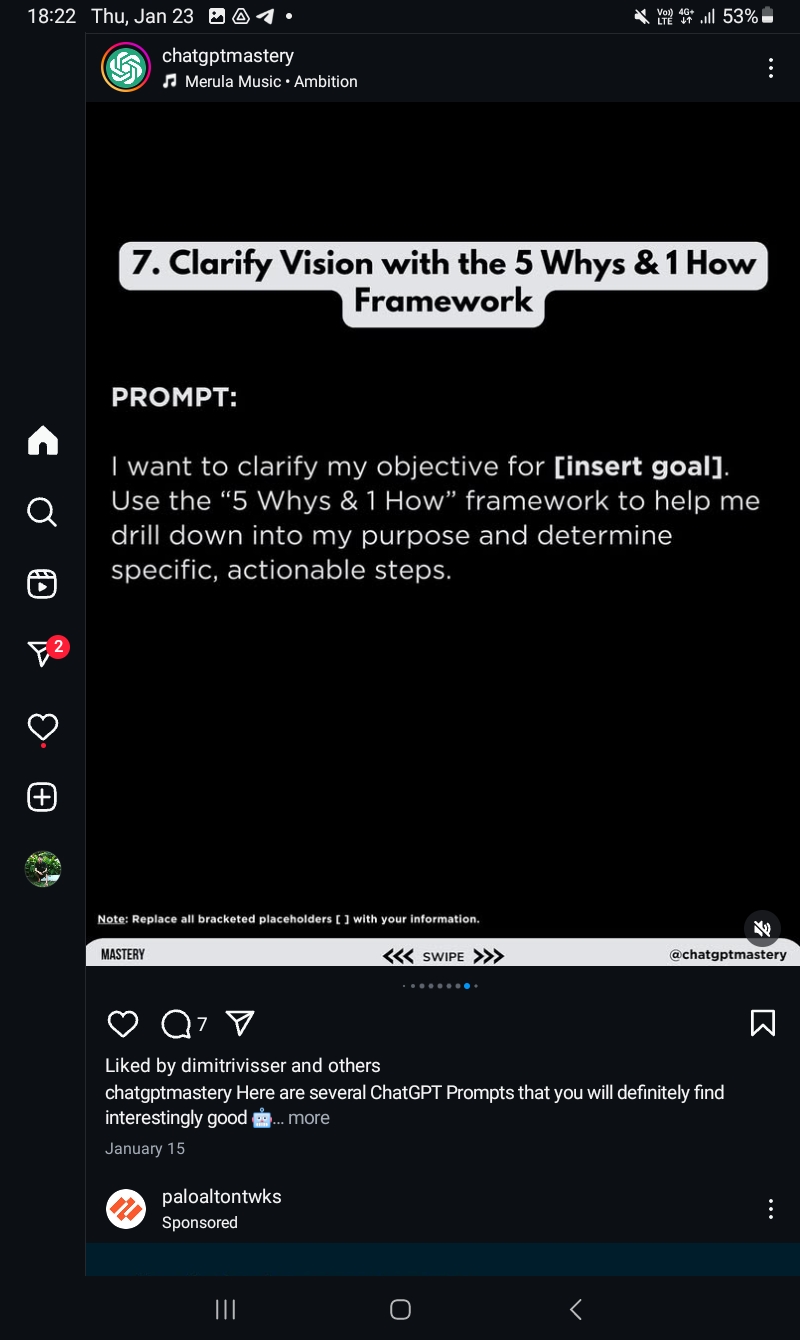 18:22 Thu, Jan 23
Vo)) LTE 4G+ 53%
chatgptmastery
Merula Music • Ambition
7. Clarify Vision with the 5 Whys & 1 How
Framework
PROMPT:
I want to clarify my objective for [insert goal].
Use the “5 Whys & 1 How” framework to help me
drill down into my purpose and determine
specific, actionable steps.
2
Note: Replace all bracketed placeholders [ ] with your information.
MASTERY
<<< SWIPE >>>
@chatgptmastery
7
Liked by dimitrivisser and others
chatgptmastery Here are several ChatGPT Prompts that you will definitely find
interestingly good 🤖... more
January 15
paloaltontwks
Sponsored